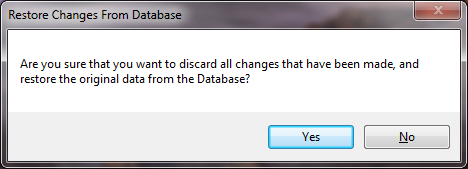 Restore Changes From Database
Are you sure that you want to discard all changes that have been made, and
restore the original data from the Database?
Yes
No